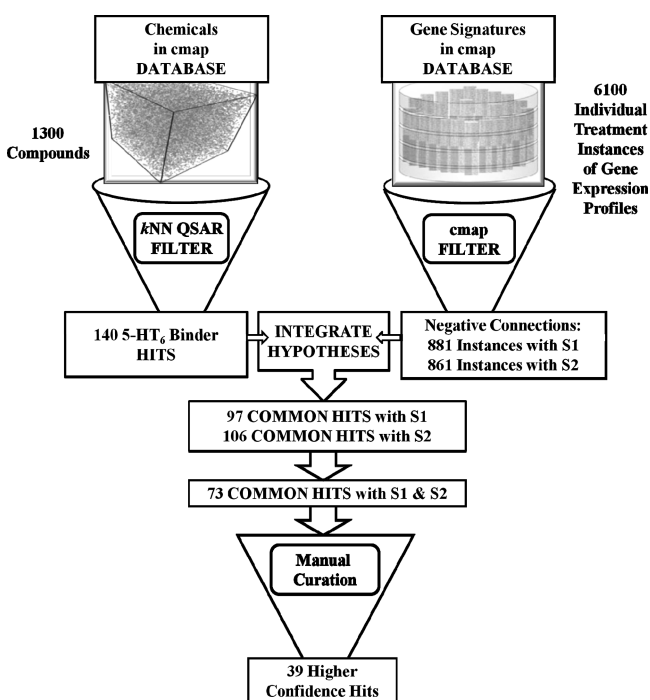 Chemicals
in cmap
DATABASE
Gene Signatures
in cmap
DATABASE
1300
Compounds
6100
Individual
Treatment
Instances
of Gene
Expression
Profiles
kNN QSAR
FILTER
cmap
FILTER
140 5-HT₆ Binder
HITS
INTEGRATE
HYPOTHESES
Negative Connections:
881 Instances with S1
861 Instances with S2
97 COMMON HITS with S1
106 COMMON HITS with S2
73 COMMON HITS with S1 & S2
Manual
Curation
39 Higher
Confidence Hits